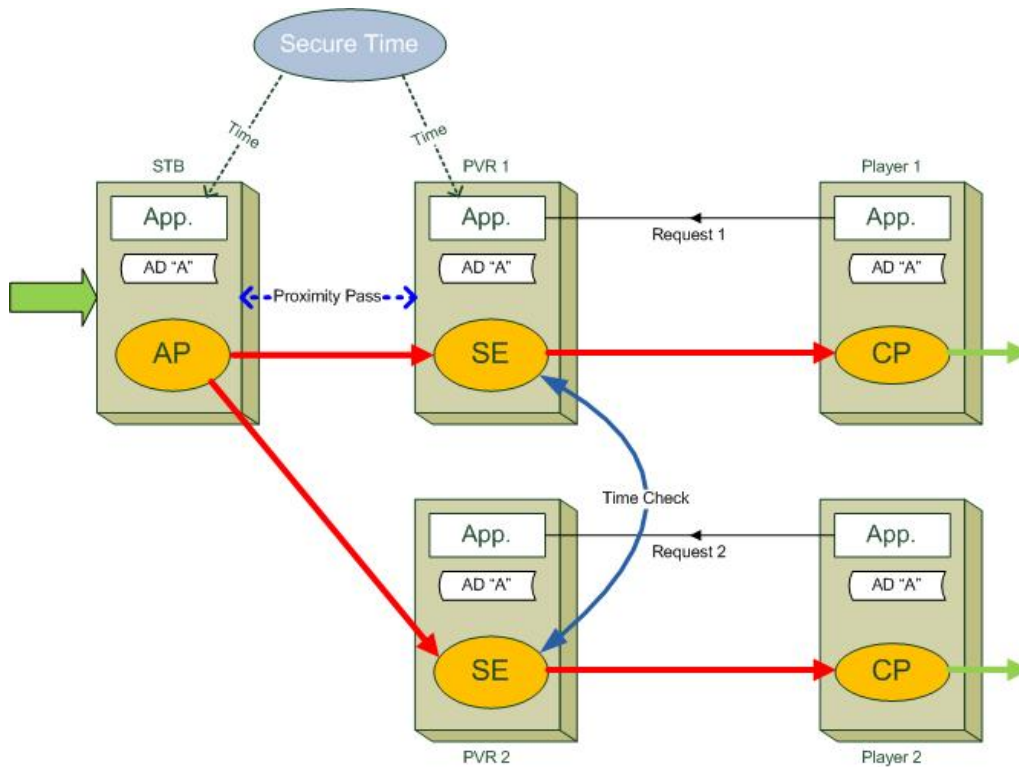 Secure Time
Time
Time
STB
PVR 1
Player 1
App.
App.
App.
Request 1
AD “A”
AD “A”
AD “A”
Proximity Pass
AP
SE
CP
Time Check
App.
App.
Request 2
AD “A”
AD “A”
SE
CP
PVR 2
Player 2